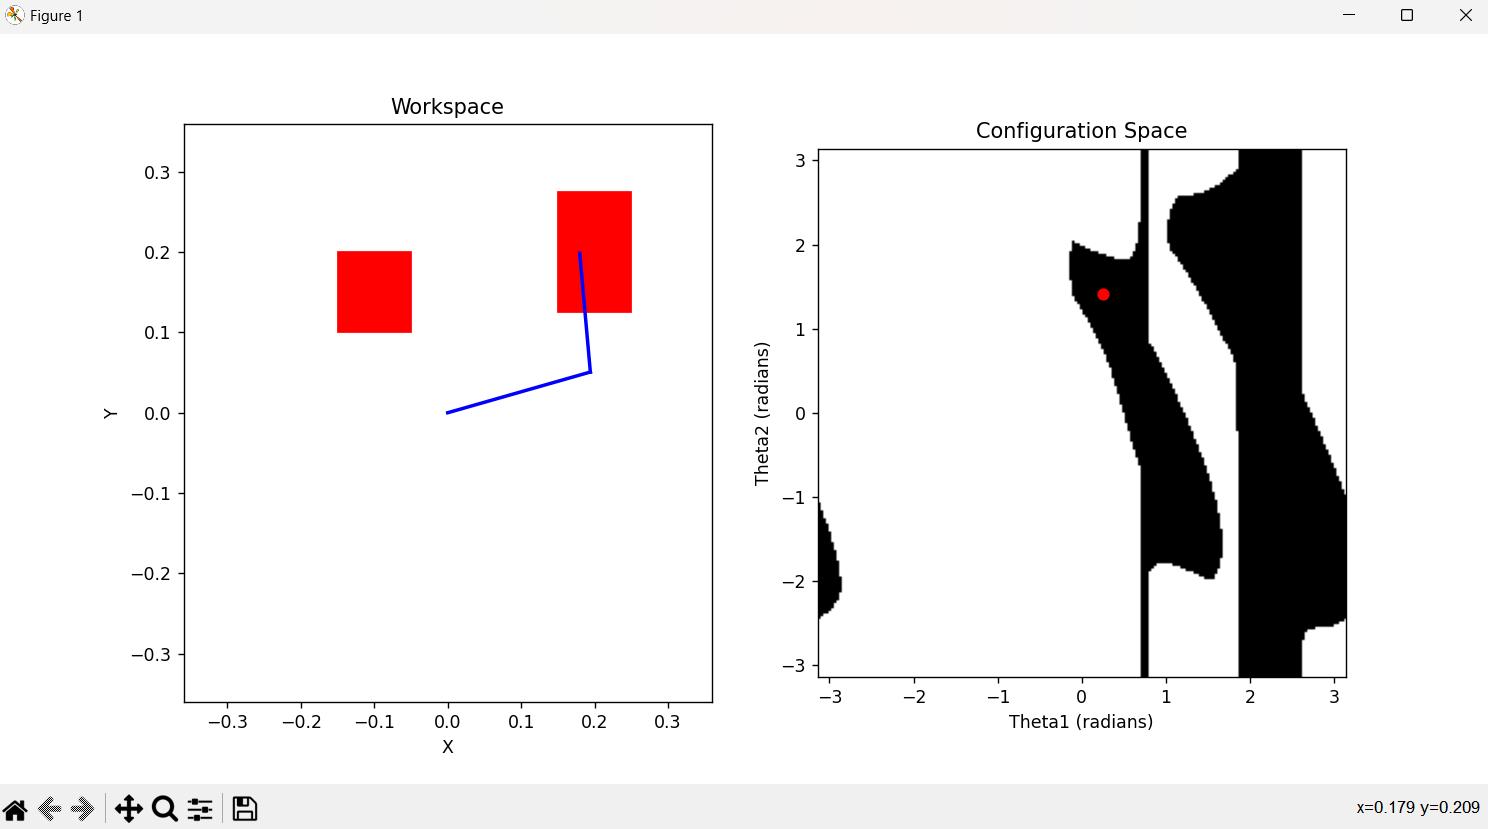 Figure 1
Workspace
0.3
0.2
0.1
0.0
−0.1
−0.2
−0.3
Y
−0.3 −0.2 −0.1 0.0 0.1 0.2 0.3
X
Configuration Space
3
2
1
0
−1
−2
−3
Theta2 (radians)
−3 −2 −1 0 1 2 3
Theta1 (radians)
x=0.179 y=0.209